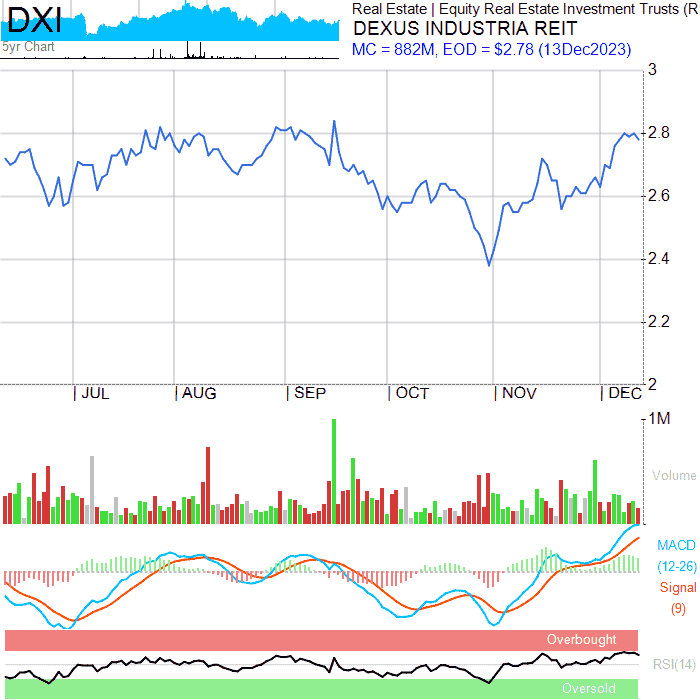 DXI
5yr Chart
Real Estate | Equity Real Estate Investment Trusts (R
DEXUS INDUSTRIA REIT
MC = 882M, EOD = $2.78 (13Dec2023)
3
2.8
2.6
2.4
2.2
2
| JUL | AUG | SEP | OCT | NOV | DEC
1M
Volume
MACD
(12-26)
Signal
(9)
Overbought
RSI(14)
Oversold